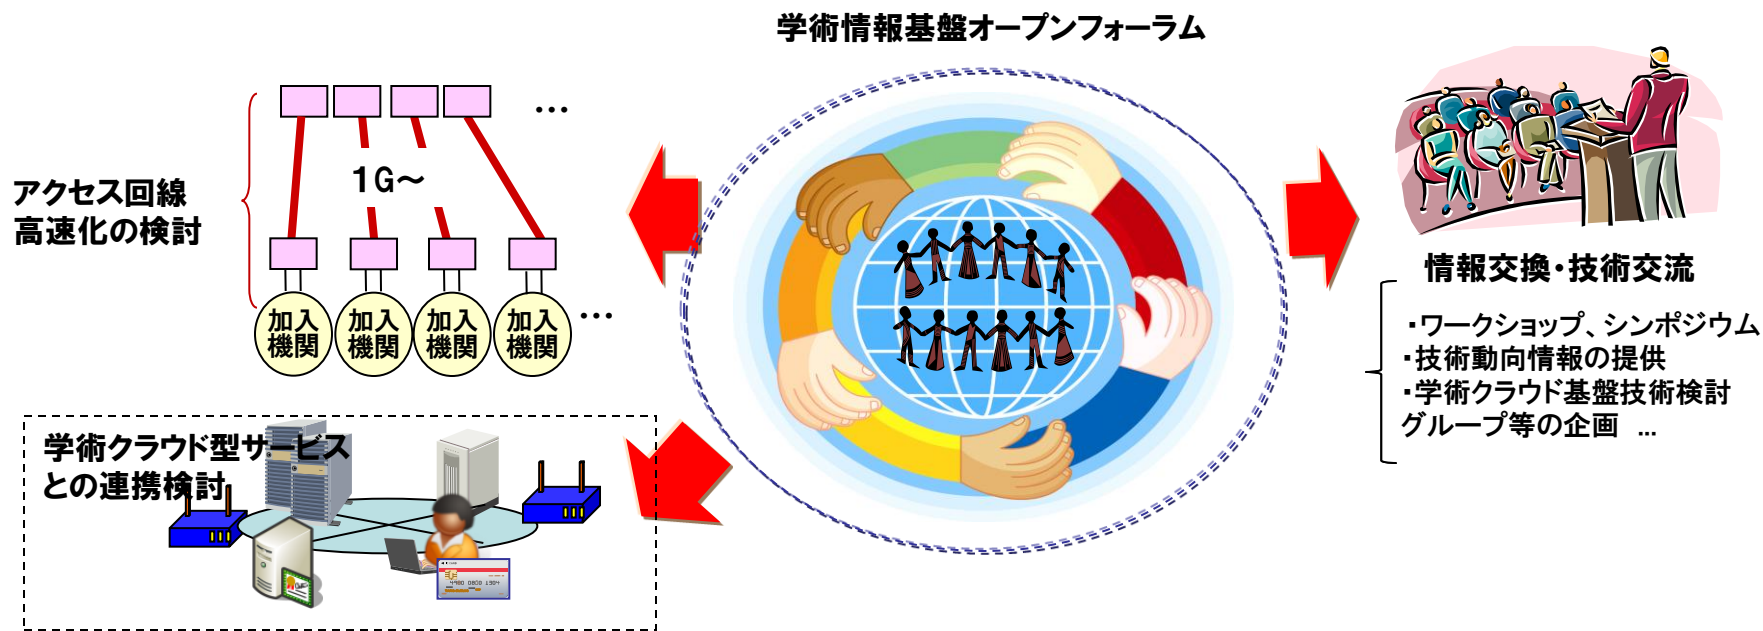 学術情報基盤オープンフォーラム
アクセス回線
高速化の検討
…
1G～
加入
機関
加入
機関
加入
機関
加入
機関
…
学術クラウド型サービス
との連携検討
4400 0800 1984
情報交換・技術交流
・ワークショップ、シンポジウム
・技術動向情報の提供
・学術クラウド基盤技術検討
グループ等の企画 …